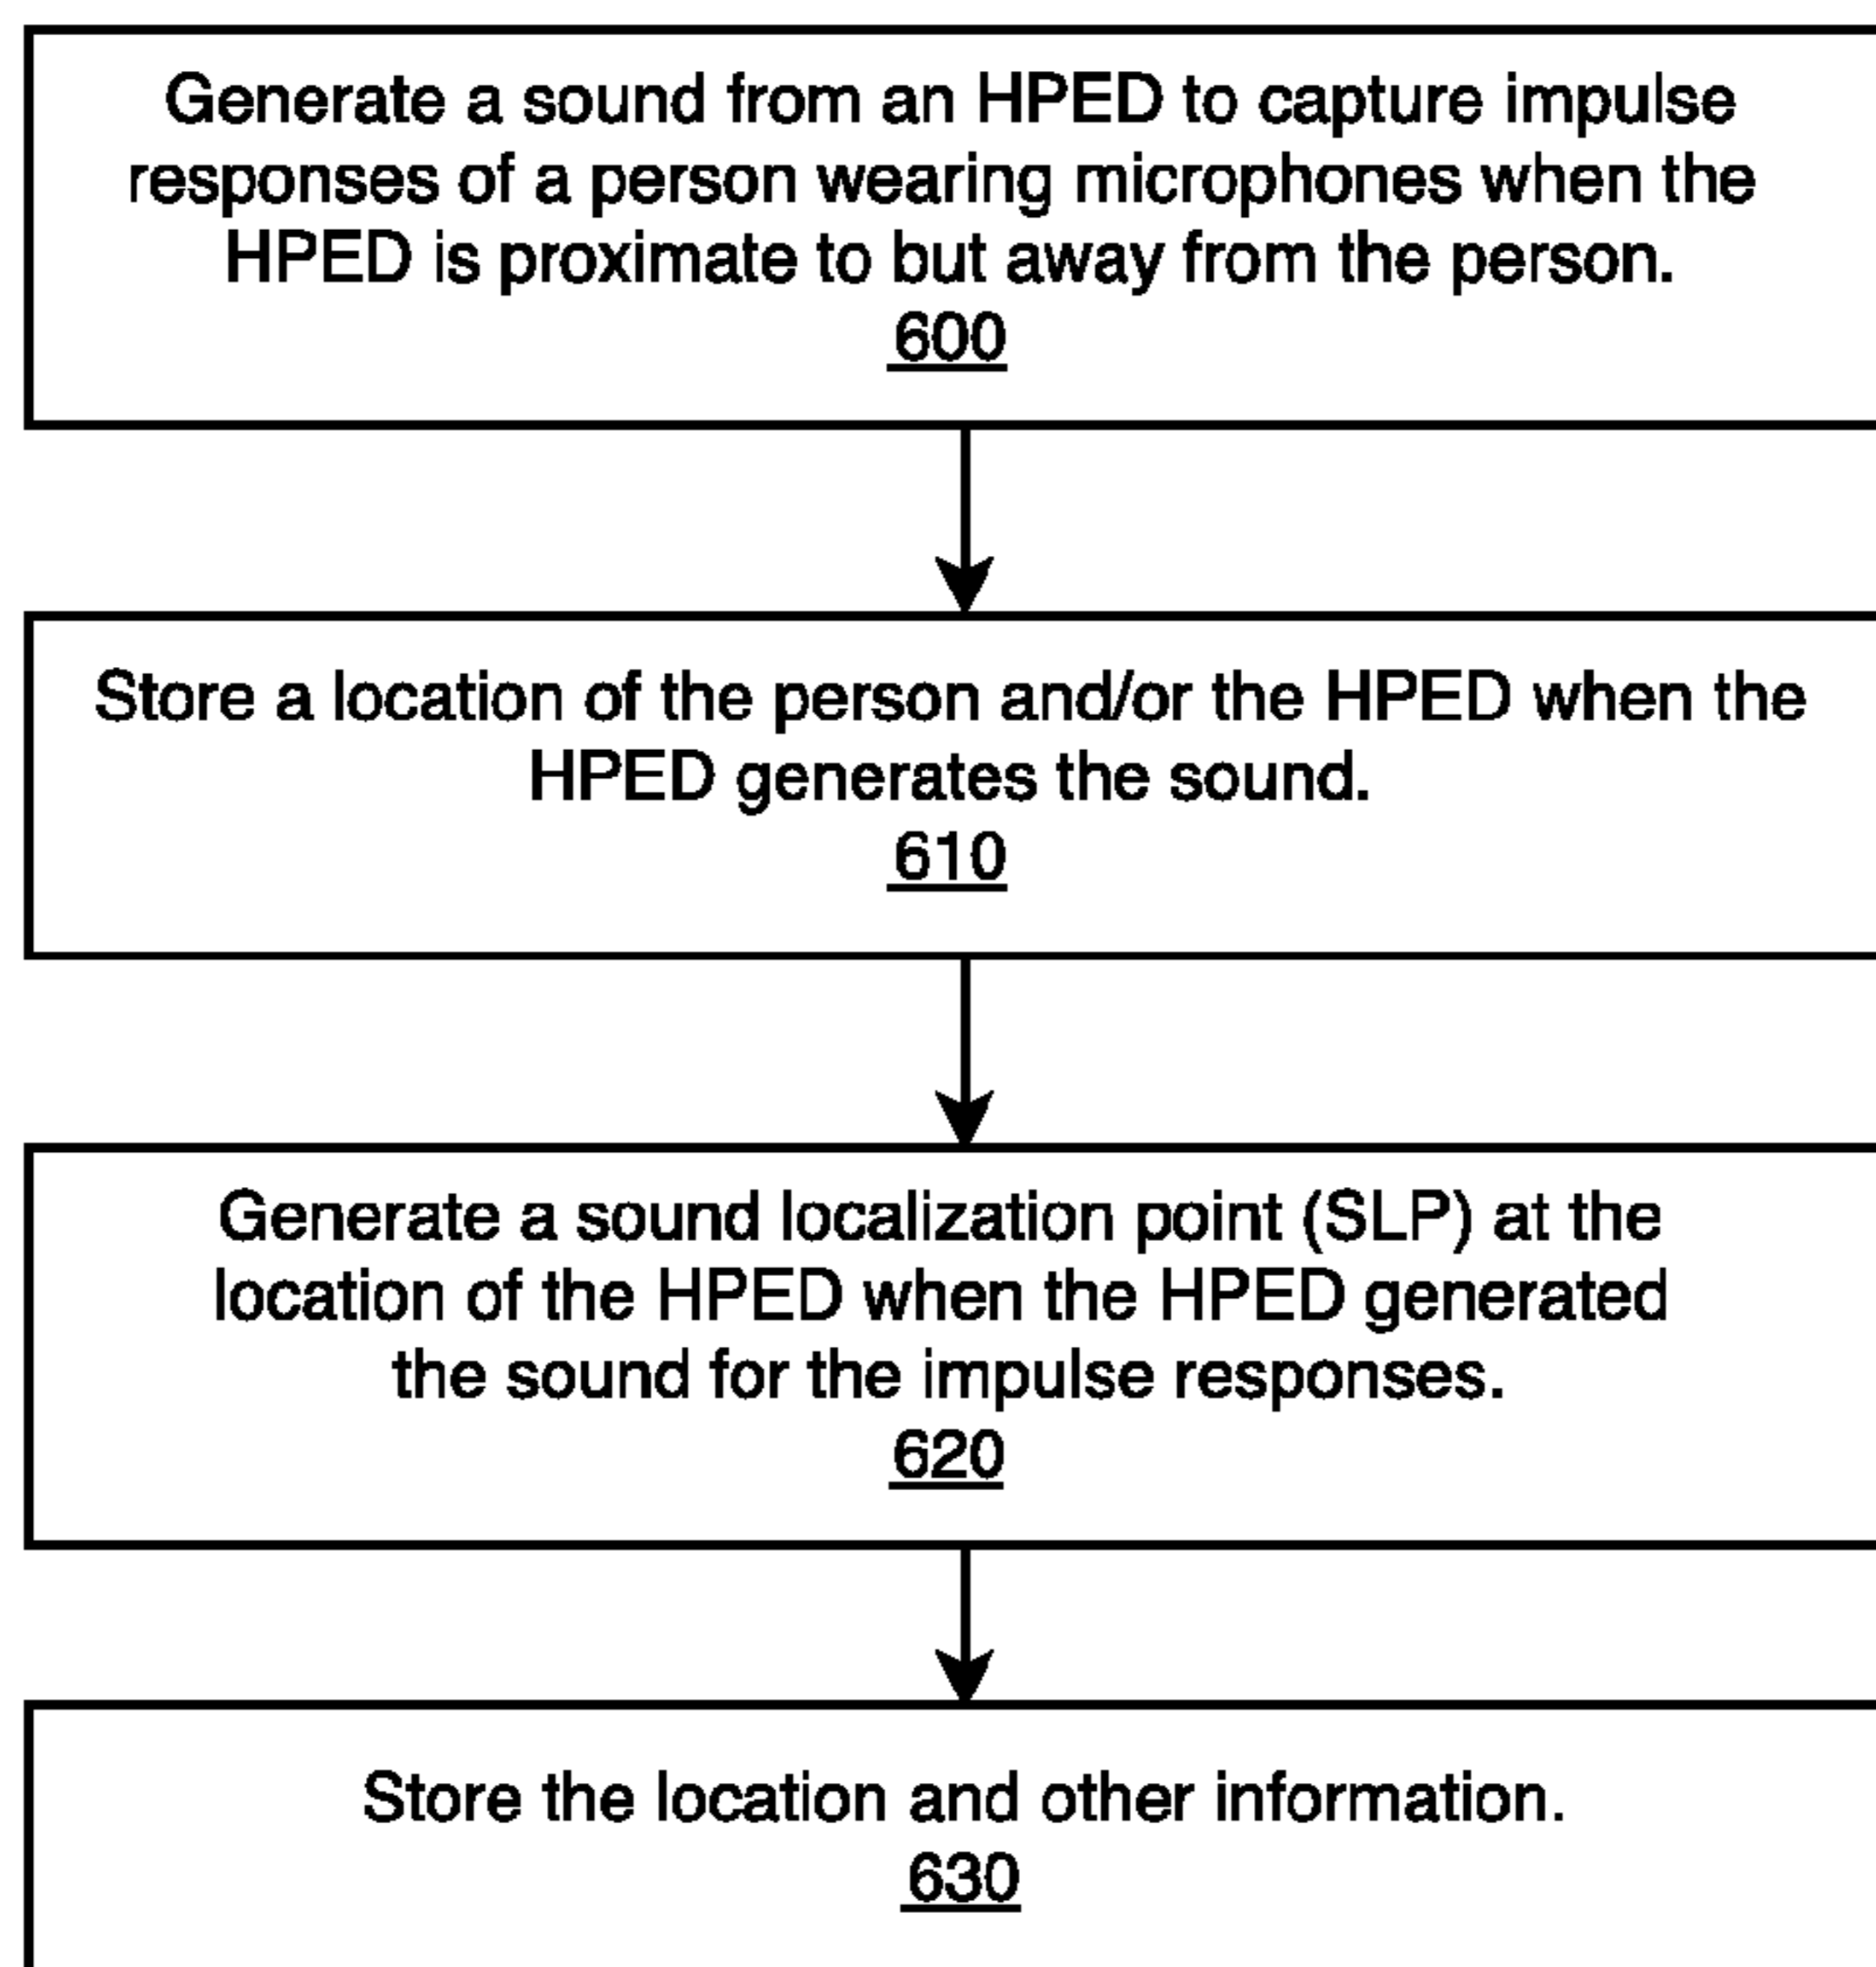 Generate a sound from an HPED to capture impulse
responses of a person wearing microphones when the
HPED is proximate to but away from the person.
600
Store a location of the person and/or the HPED when the
HPED generates the sound.
610
Generate a sound localization point (SLP) at the
location of the HPED when the HPED generated
the sound for the impulse responses.
620
Store the location and other information.
630